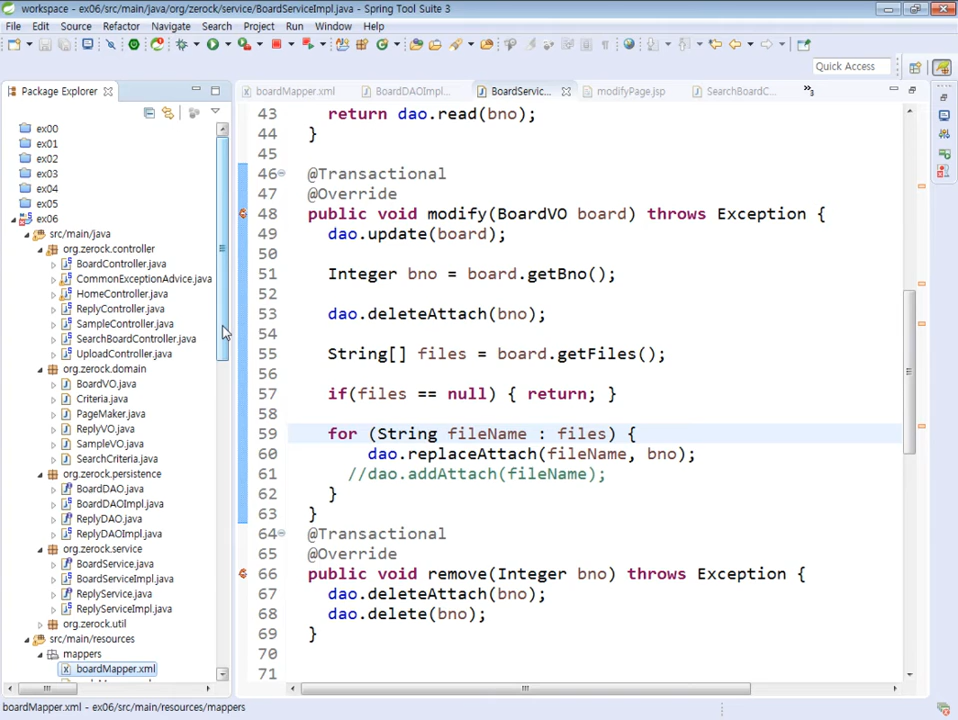 workspace - ex06/src/main/java/org/zerock/service/BoardServiceImpl.java - Spring Tool Suite 3
File Edit Source Refactor Navigate Search Project Run Window Help
Quick Access
Package Explorer
boardMapper.xml BoardDAOImpl... BoardServic... modifyPage.jsp SearchBoardC... »3
ex00
ex01
ex02
ex03
ex04
ex05
ex06
src/main/java
org.zerock.controller
BoardController.java
CommonExceptionAdvice.java
HomeController.java
ReplyController.java
SampleController.java
SearchBoardController.java
UploadController.java
org.zerock.domain
BoardVO.java
Criteria.java
PageMaker.java
ReplyVO.java
SampleVO.java
SearchCriteria.java
org.zerock.persistence
BoardDAO.java
BoardDAOImpl.java
ReplyDAO.java
ReplyDAOImpl.java
org.zerock.service
BoardService.java
BoardServiceImpl.java
ReplyService.java
ReplyServiceImpl.java
org.zerock.util
src/main/resources
mappers
boardMapper.xml
43 return dao.read(bno);
44 }
45
46 @Transactional
47 @Override
48 public void modify(BoardVO board) throws Exception {
49 dao.update(board);
50
51 Integer bno = board.getBno();
52
53 dao.deleteAttach(bno);
54
55 String[] files = board.getFiles();
56
57 if(files == null) { return; }
58
59 for (String fileName : files) {
60 dao.replaceAttach(fileName, bno);
61 //dao.addAttach(fileName);
62 }
63 }
64 @Transactional
65 @Override
66 public void remove(Integer bno) throws Exception {
67 dao.deleteAttach(bno);
68 dao.delete(bno);
69 }
70
71
boardMapper.xml - ex06/src/main/resources/mappers